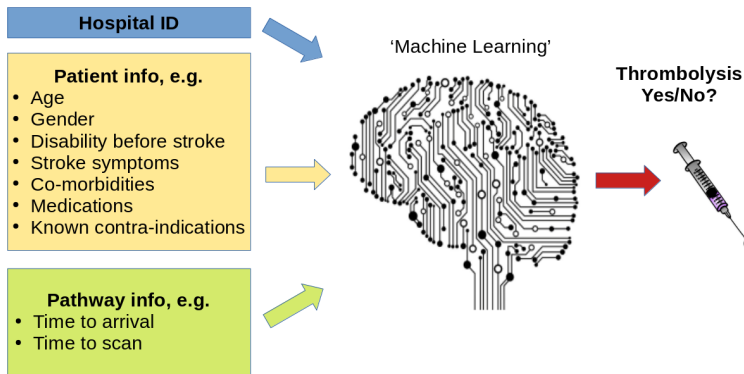 Hospital ID
Patient info, e.g.
• Age
• Gender
• Disability before stroke
• Stroke symptoms
• Co-morbidities
• Medications
• Known contra-indications
Pathway info, e.g.
• Time to arrival
• Time to scan
‘Machine Learning’
Thrombolysis
Yes/No?